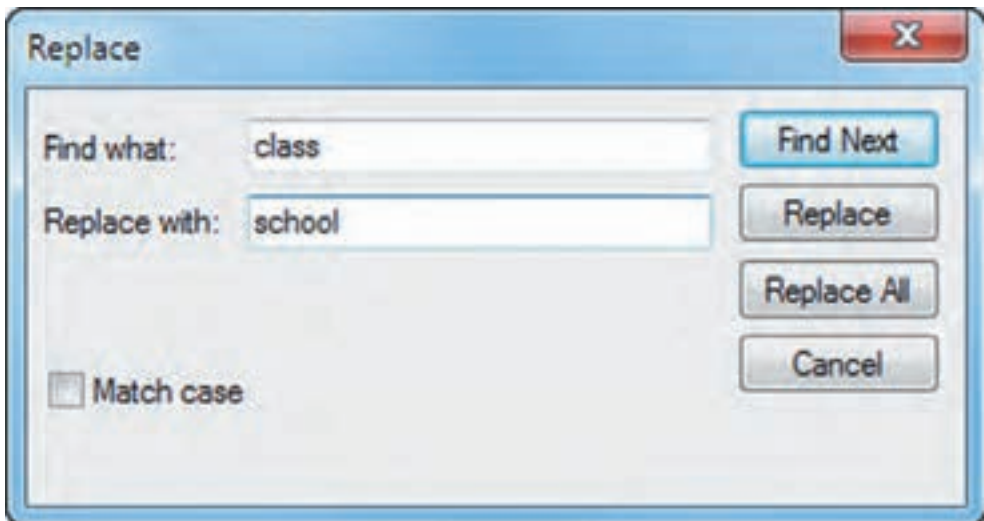 Replace
Find what: class Find Next
Replace with: school Replace
Replace All
Cancel
Match case